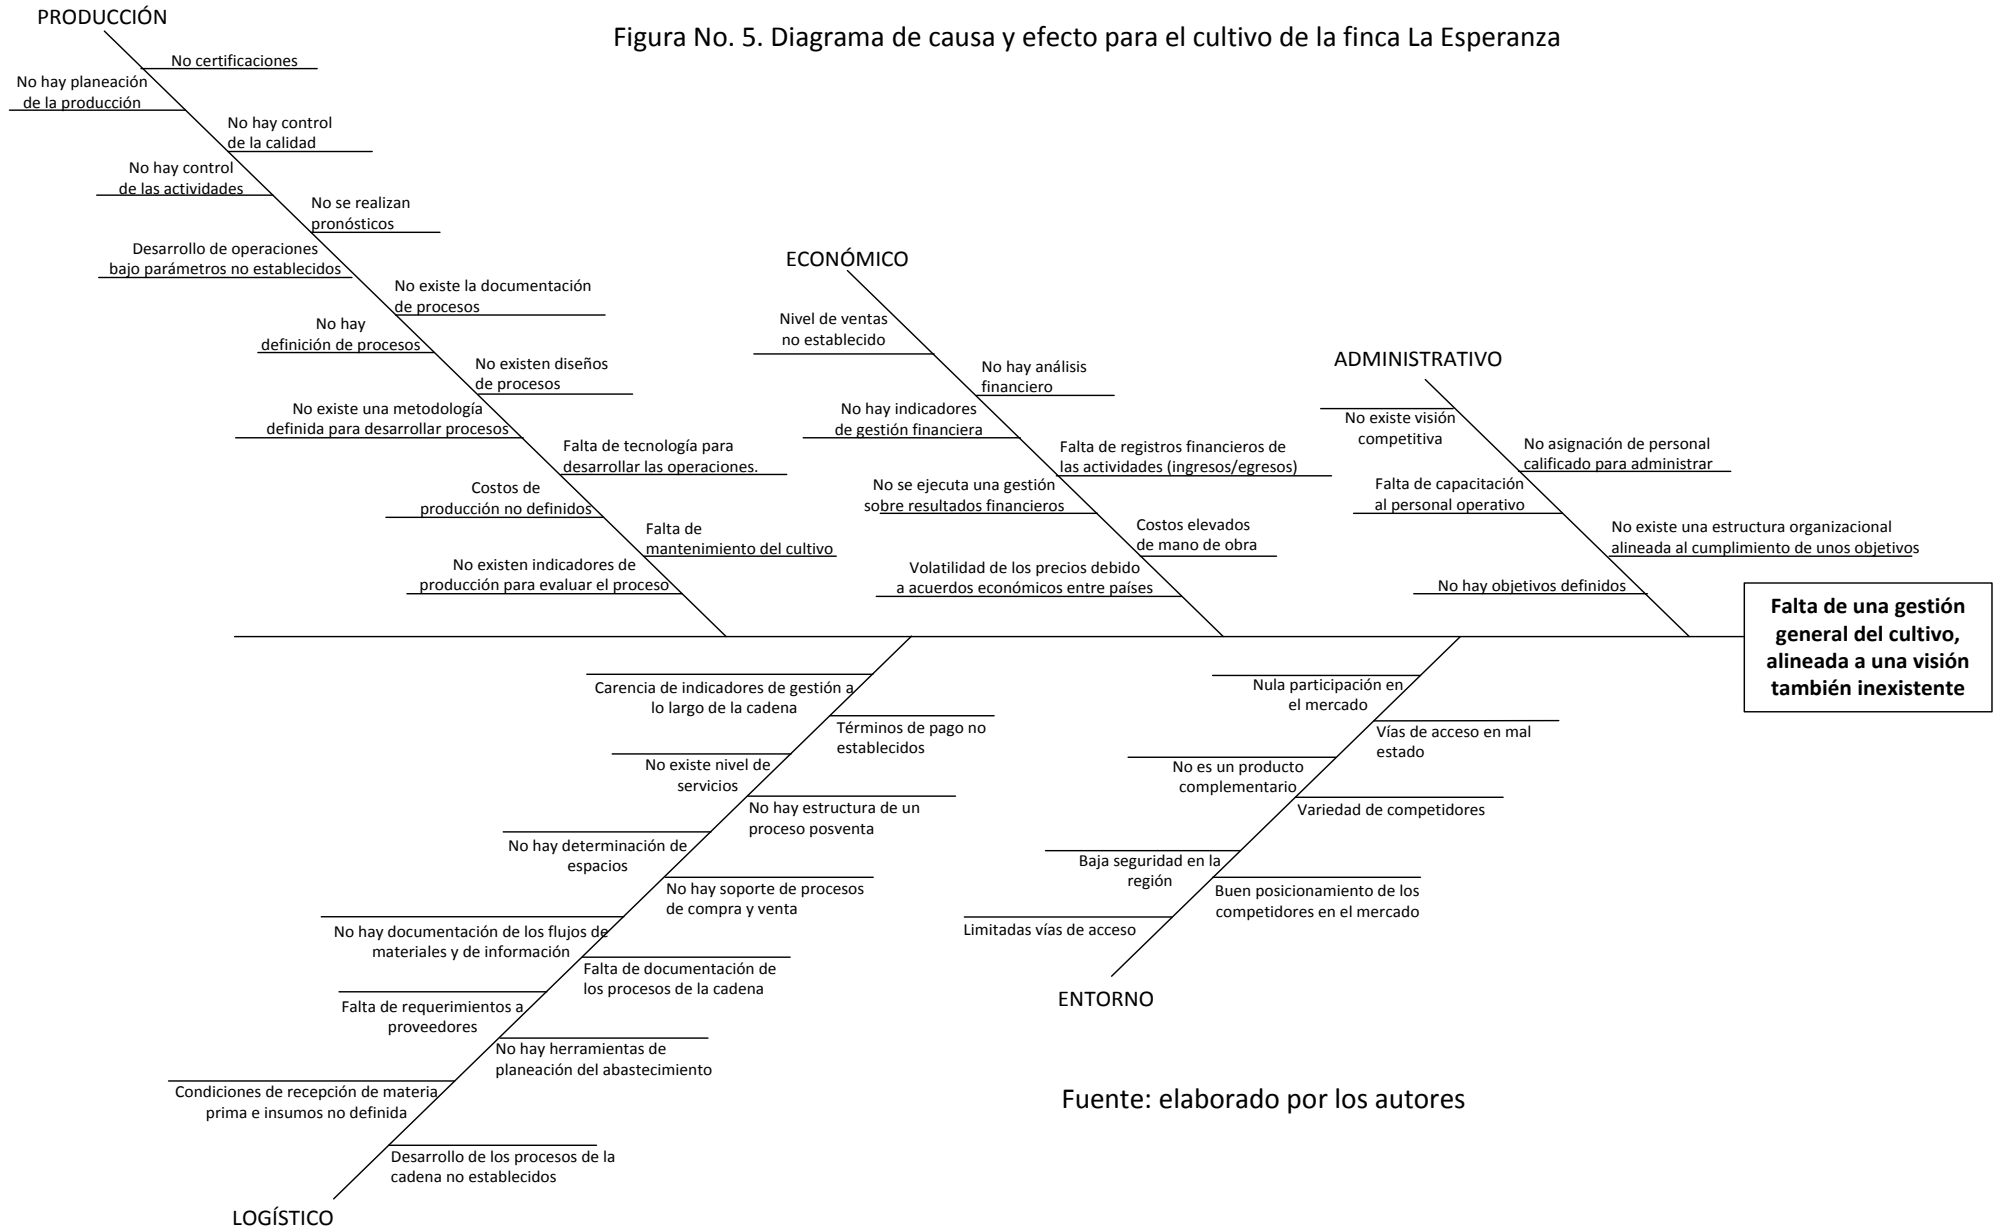 Figura No. 5. Diagrama de causa y efecto para el cultivo de la finca La Esperanza
PRODUCCIÓN
No certificaciones
No hay planeación
de la producción
No hay control
de la calidad
No hay control
de las actividades
No se realizan
pronósticos
Desarrollo de operaciones
bajo parámetros no establecidos
No existe la documentación
de procesos
No hay
definición de procesos
No existen diseños
de procesos
No existe una metodología
definida para desarrollar procesos
Falta de tecnología para
desarrollar las operaciones.
Costos de
producción no definidos
Falta de
mantenimiento del cultivo
No existen indicadores de
producción para evaluar el proceso
ECONÓMICO
Nivel de ventas
no establecido
No hay análisis
financiero
No hay indicadores
de gestión financiera
Falta de registros financieros de
las actividades (ingresos/egresos)
No se ejecuta una gestión
sobre resultados financieros
Costos elevados
de mano de obra
Volatilidad de los precios debido
a acuerdos económicos entre países
ADMINISTRATIVO
No existe visión
competitiva
No asignación de personal
calificado para administrar
Falta de capacitación
al personal operativo
No existe una estructura organizacional
alineada al cumplimiento de unos objetivos
No hay objetivos definidos
Falta de una gestión
general del cultivo,
alineada a una visión
también inexistente
Carencia de indicadores de gestión a
lo largo de la cadena
Términos de pago no
establecidos
No existe nivel de
servicios
No hay estructura de un
proceso posventa
No hay determinación de
espacios
No hay soporte de procesos
de compra y venta
No hay documentación de los flujos de
materiales y de información
Falta de documentación de
los procesos de la cadena
Falta de requerimientos a
proveedores
No hay herramientas de
planeación del abastecimiento
Condiciones de recepción de materia
prima e insumos no definida
Desarrollo de los procesos de la
cadena no establecidos
LOGÍSTICO
Nula participación en
el mercado
Vías de acceso en mal
estado
No es un producto
complementario
Variedad de competidores
Baja seguridad en la
región
Buen posicionamiento de los
competidores en el mercado
Limitadas vías de acceso
ENTORNO
Fuente: elaborado por los autores